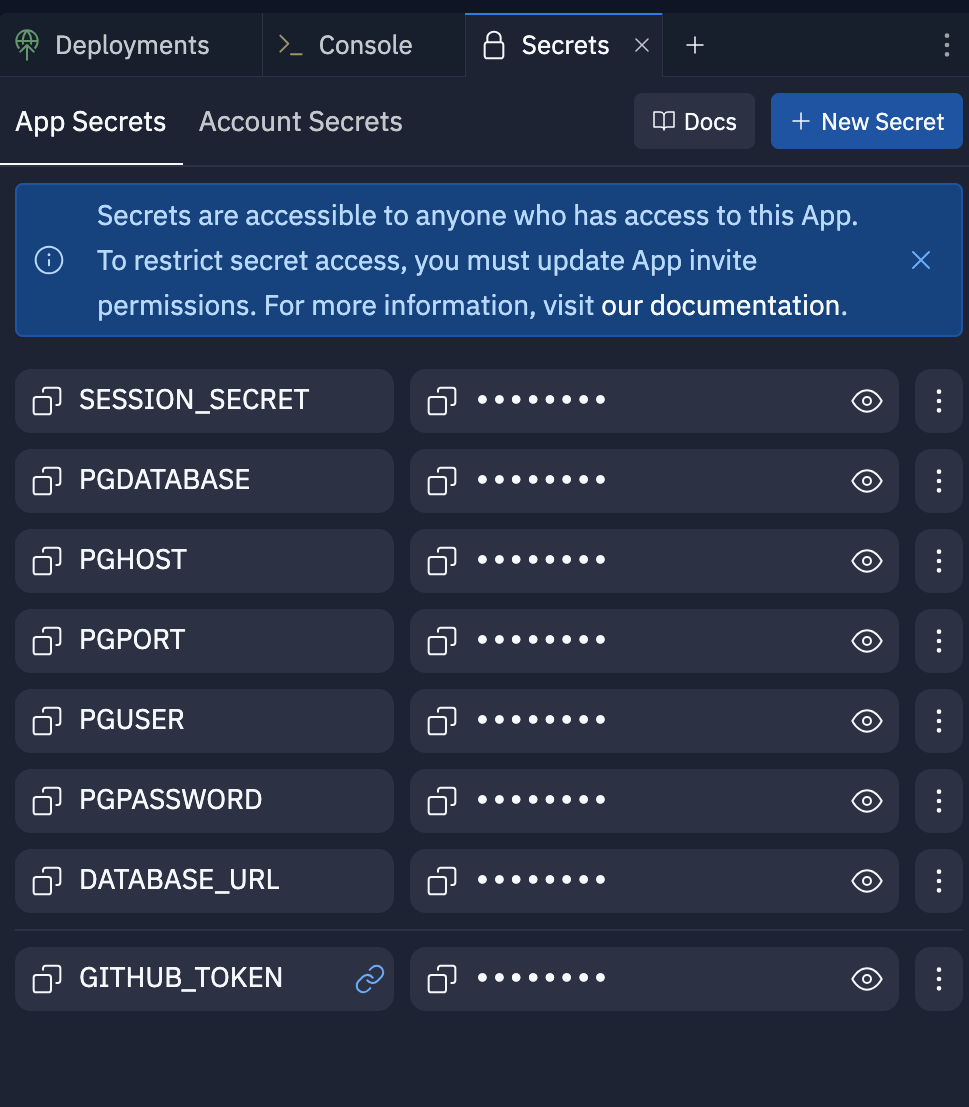 Deployments
Console
Secrets
App Secrets
Account Secrets
Docs
New Secret
Secrets are accessible to anyone who has access to this App.
To restrict secret access, you must update App invite
permissions. For more information, visit our documentation.
SESSION_SECRET
PGDATABASE
PGHOST
PGPORT
PGUSER
PGPASSWORD
DATABASE_URL
GITHUB_TOKEN